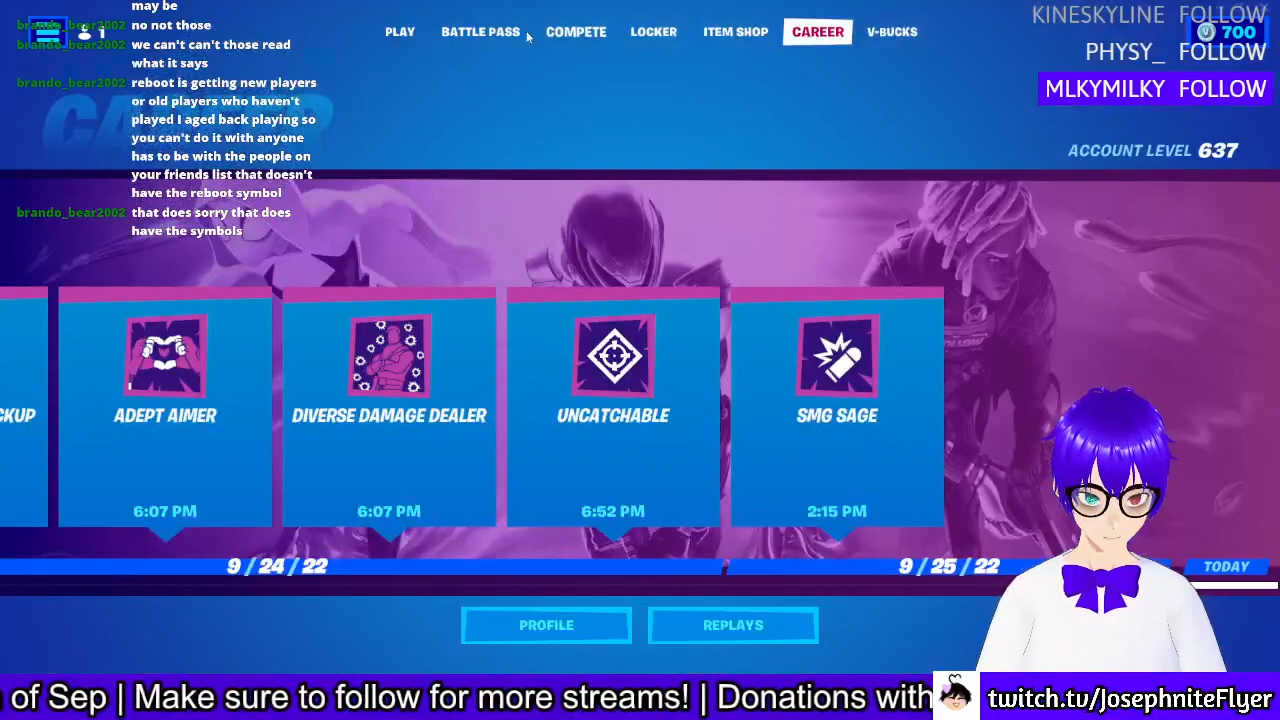 may be
brando_bear2002 no not those
brando_bear2002 we can't can't those read
what it says
brando_bear2002 reboot is getting new players
or old players who haven't
played I aged back playing so
you can't do it with anyone
has to be with the people on
your friends list that doesn't
have the reboot symbol
brando_bear2002 that does sorry that does
have the symbols
1
PLAY BATTLE PASS COMPETE LOCKER ITEM SHOP CAREER V-BUCKS
700
KINESKYLINE FOLLOW
PHYSY_ FOLLOW
MLKYMILKY FOLLOW
CAREER
ACCOUNT LEVEL 637
CKUP
ADEPT AIMER
6:07 PM
DIVERSE DAMAGE DEALER
6:07 PM
UNCATCHABLE
6:52 PM
SMG SAGE
2:15 PM
9 / 24 / 22
9 / 25 / 22
TODAY
PROFILE
REPLAYS
of Sep | Make sure to follow for more streams! | Donations with
twitch.tv/JosephniteFlyer